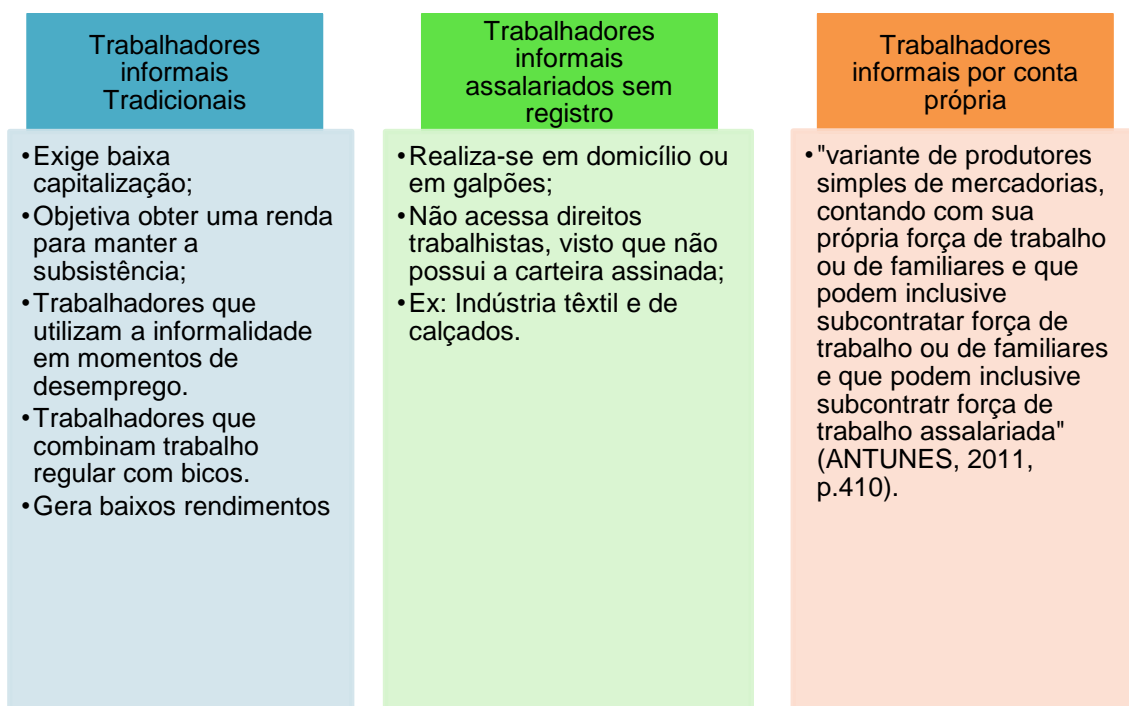 Trabalhadores
informais
Tradicionais
•Exige baixa
capitalização;
•Objetiva obter uma renda
para manter a
subsistência;
•Trabalhadores que
utilizam a informalidade
em momentos de
desemprego.
•Trabalhadores que
combinam trabalho
regular com bicos.
•Gera baixos rendimentos
Trabalhadores
informais
assalariados sem
registro
•Realiza-se em domicílio ou
em galpões;
•Não acessa direitos
trabalhistas, visto que não
possui a carteira assinada;
•Ex: Indústria têxtil e de
calçados.
Trabalhadores
informais por conta
própria
•"variante de produtores
simples de mercadorias,
contando com sua
própria força de trabalho
ou de familiares e que
podem inclusive
subcontratar força de
trabalho ou de familiares
e que podem inclusive
subcontratr força de
trabalho assalariada"
(ANTUNES, 2011,
p.410).